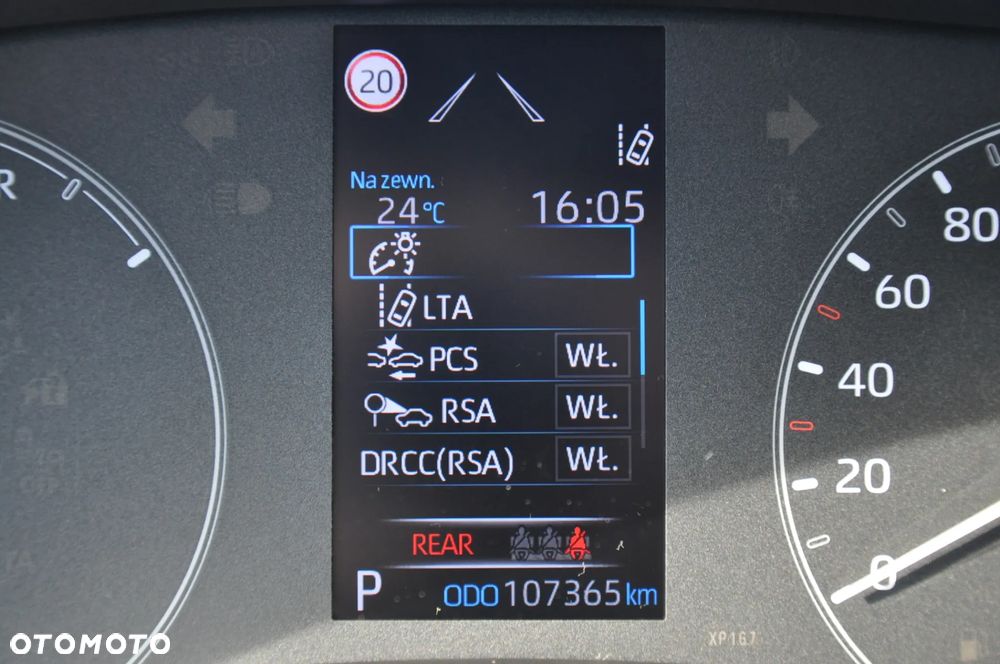 20
Na zewn.
24°C 16:05
LTA
PCS WŁ.
RSA WŁ.
DRCC(RSA) WŁ.
REAR
P ODO 107365 km
R
80
60
40
20
0
XP167
OTOMOTO